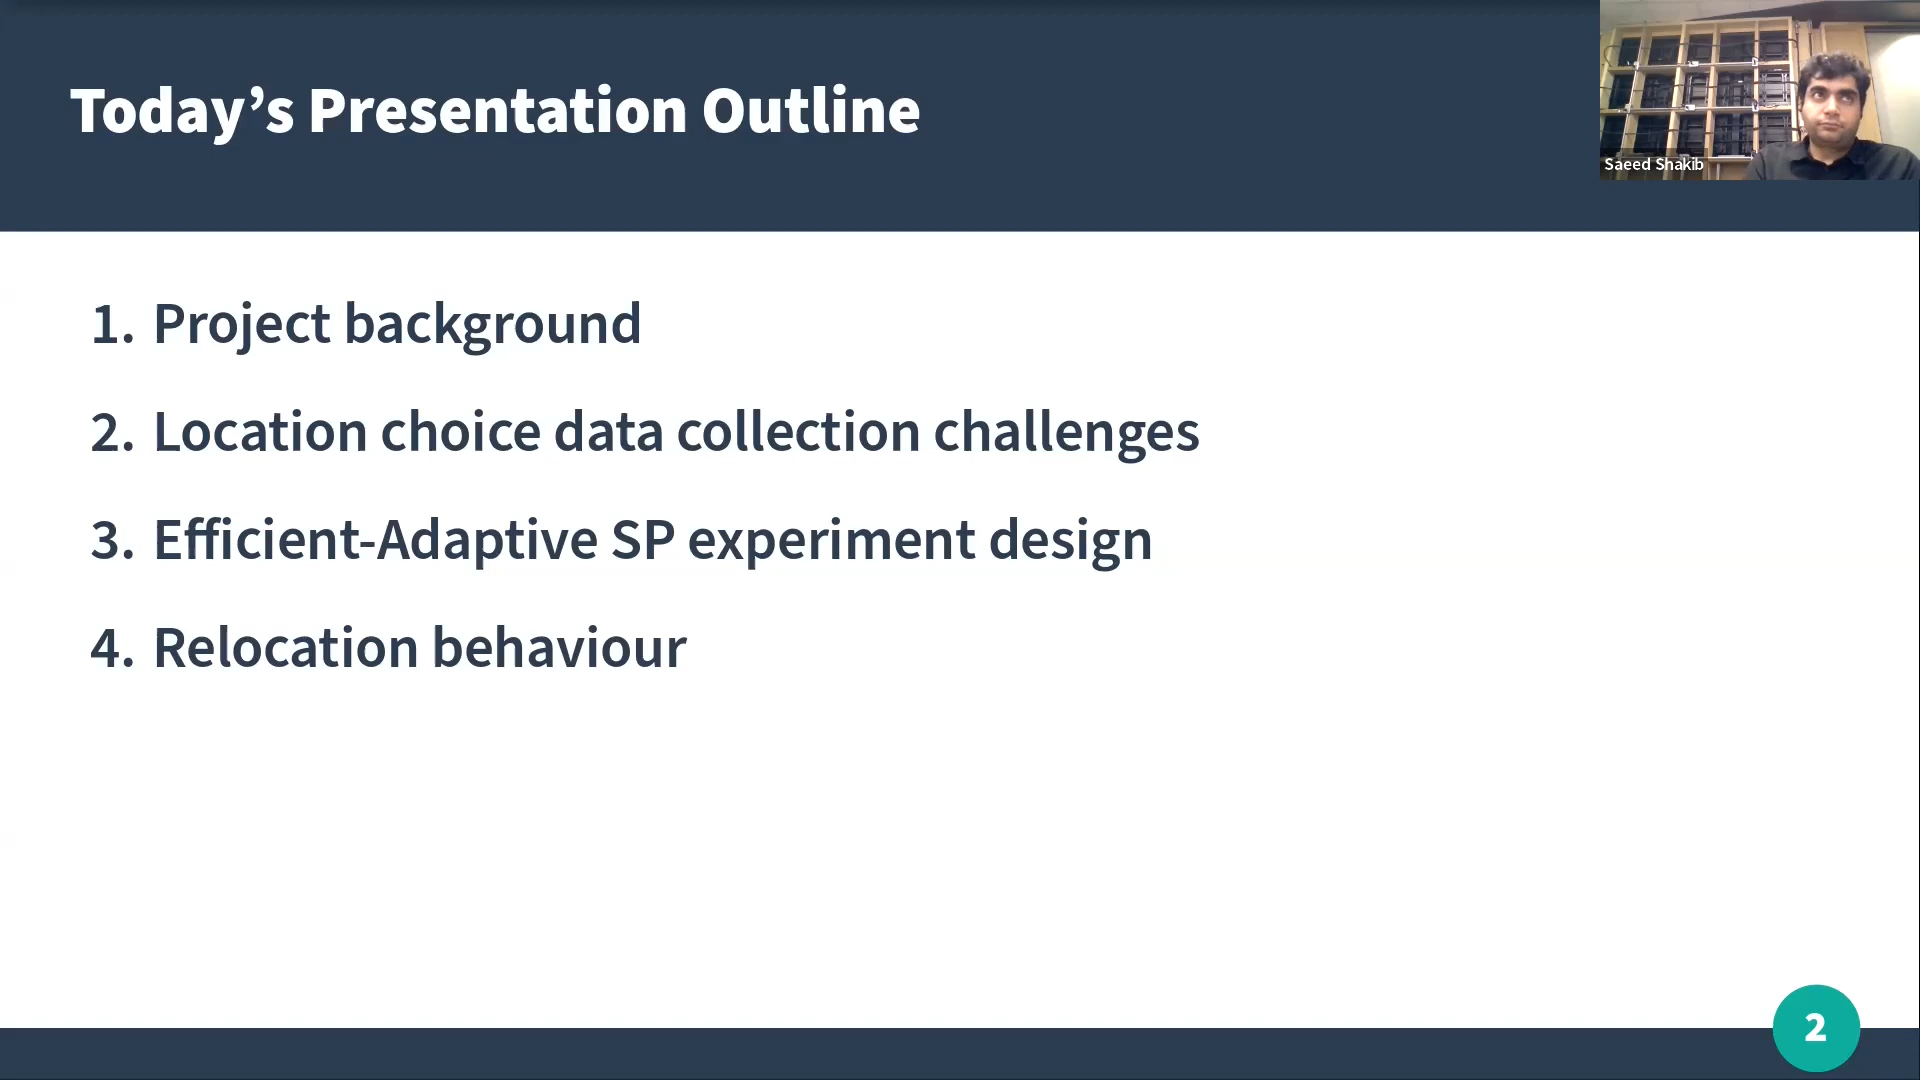 Today’s Presentation Outline
Saeed Shakib
1. Project background
2. Location choice data collection challenges
3. Efficient-Adaptive SP experiment design
4. Relocation behaviour
2